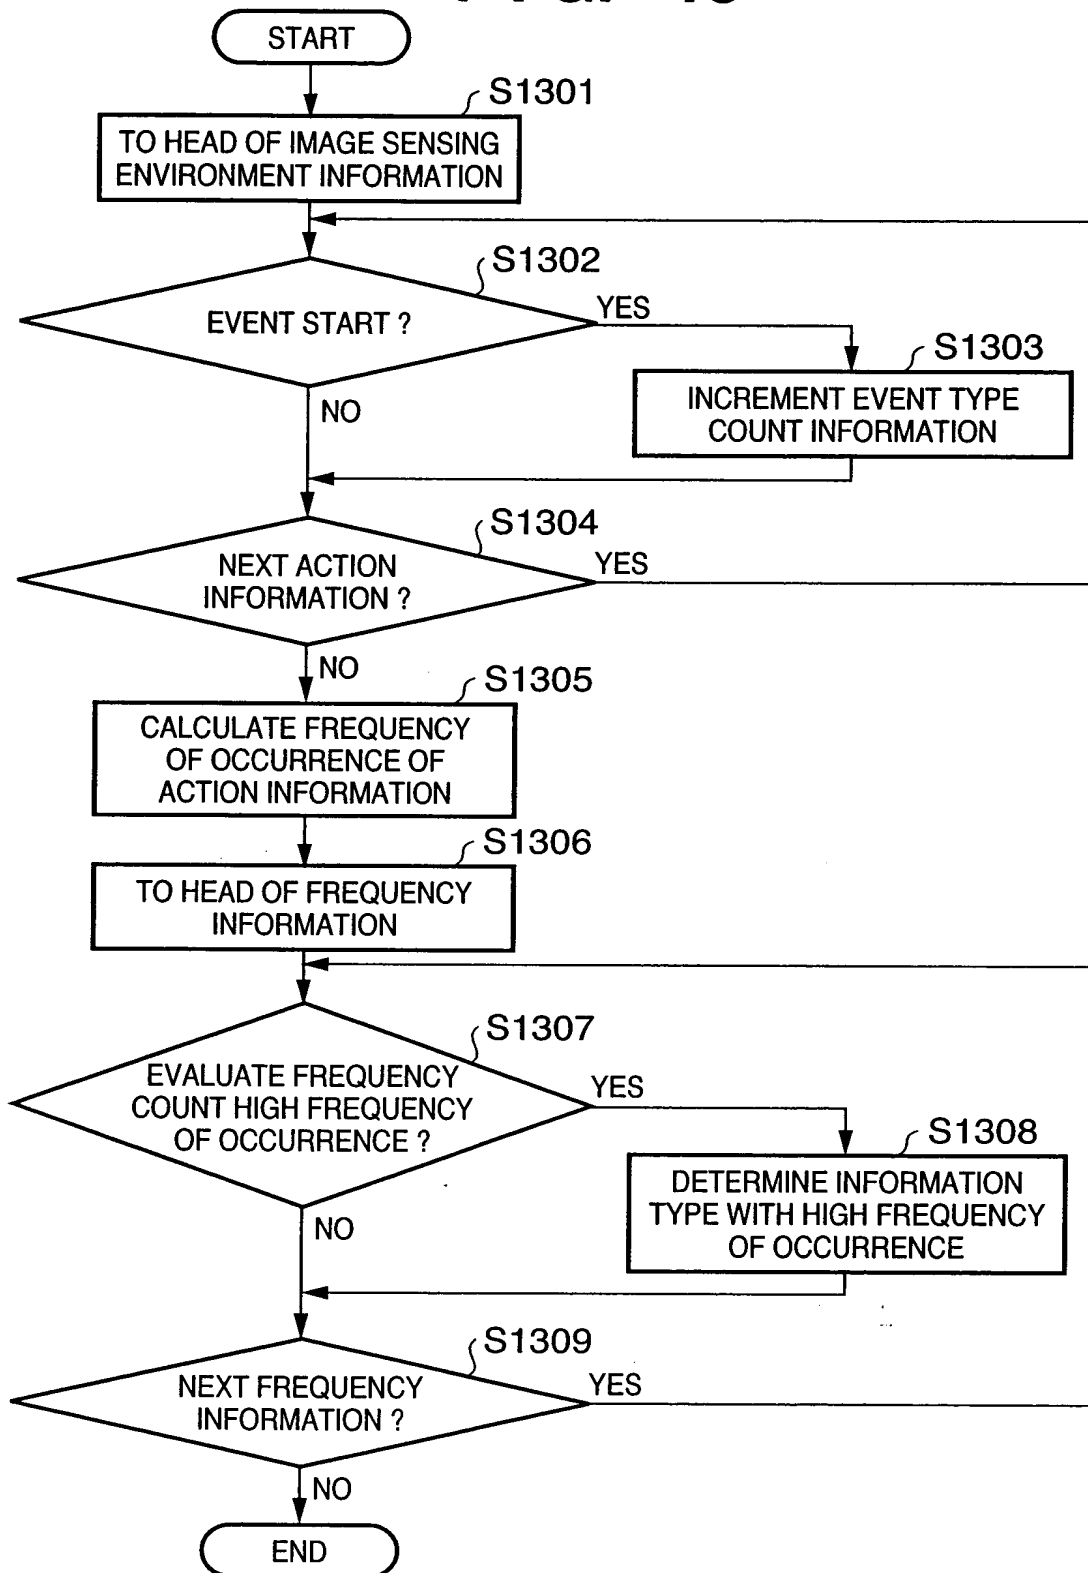 START
S1301
TO HEAD OF IMAGE SENSING
ENVIRONMENT INFORMATION
S1302
EVENT START ?
YES
S1303
INCREMENT EVENT TYPE
COUNT INFORMATION
NO
S1304
NEXT ACTION
INFORMATION ?
YES
NO
S1305
CALCULATE FREQUENCY
OF OCCURRENCE OF
ACTION INFORMATION
S1306
TO HEAD OF FREQUENCY
INFORMATION
S1307
EVALUATE FREQUENCY
COUNT HIGH FREQUENCY
OF OCCURRENCE ?
YES
S1308
DETERMINE INFORMATION
TYPE WITH HIGH FREQUENCY
OF OCCURRENCE
NO
S1309
NEXT FREQUENCY
INFORMATION ?
YES
NO
END